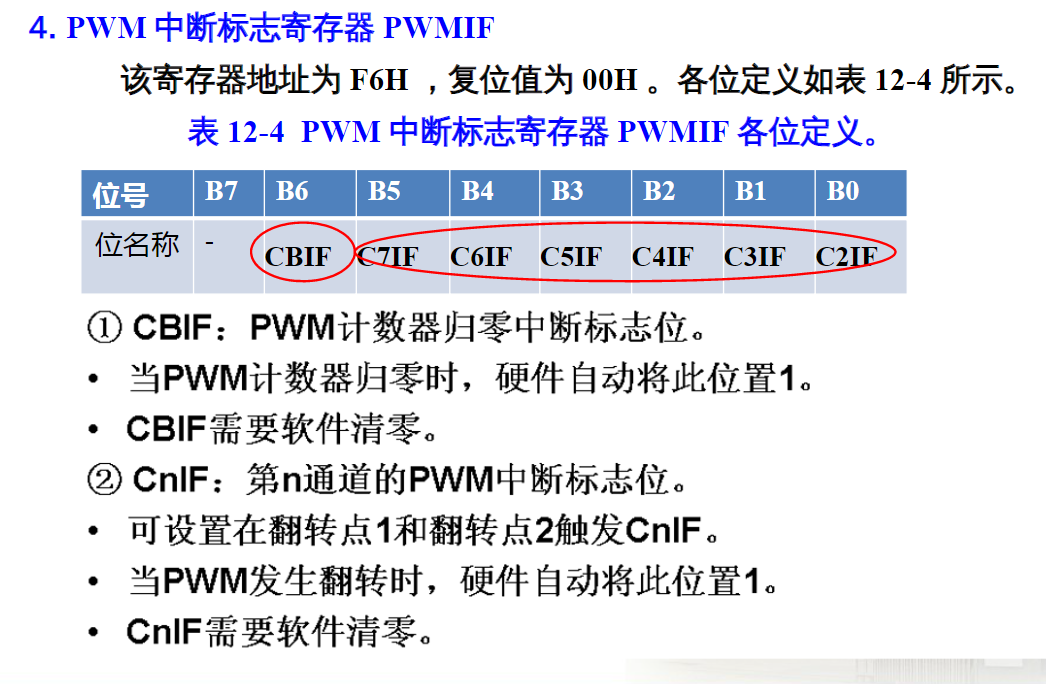 4. PWM 中断标志寄存器 PWMIF
该寄存器地址为 F6H ，复位值为 00H 。各位定义如表 12-4 所示。
表 12-4 PWM 中断标志寄存器 PWMIF 各位定义。
位号 B7 B6 B5 B4 B3 B2 B1 B0
位名称 - CBIF C7IF C6IF C5IF C4IF C3IF C2IF
① CBIF：PWM计数器归零中断标志位。
• 当PWM计数器归零时，硬件自动将此位置1。
• CBIF需要软件清零。
② CnIF：第n通道的PWM中断标志位。
• 可设置在翻转点1和翻转点2触发CnIF。
• 当PWM发生翻转时，硬件自动将此位置1。
• CnIF需要软件清零。